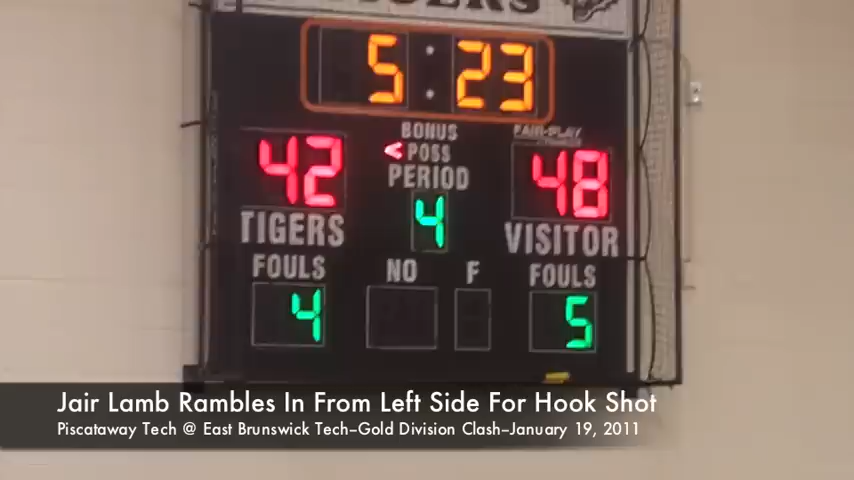 5:23
BONUS
FAIR-PLAY
42 < POSS 48
PERIOD
4
TIGERS VISITOR
FOULS NO F FOULS
4 5
Jair Lamb Rambles In From Left Side For Hook Shot
Piscataway Tech @ East Brunswick Tech–Gold Division Clash–January 19, 2011